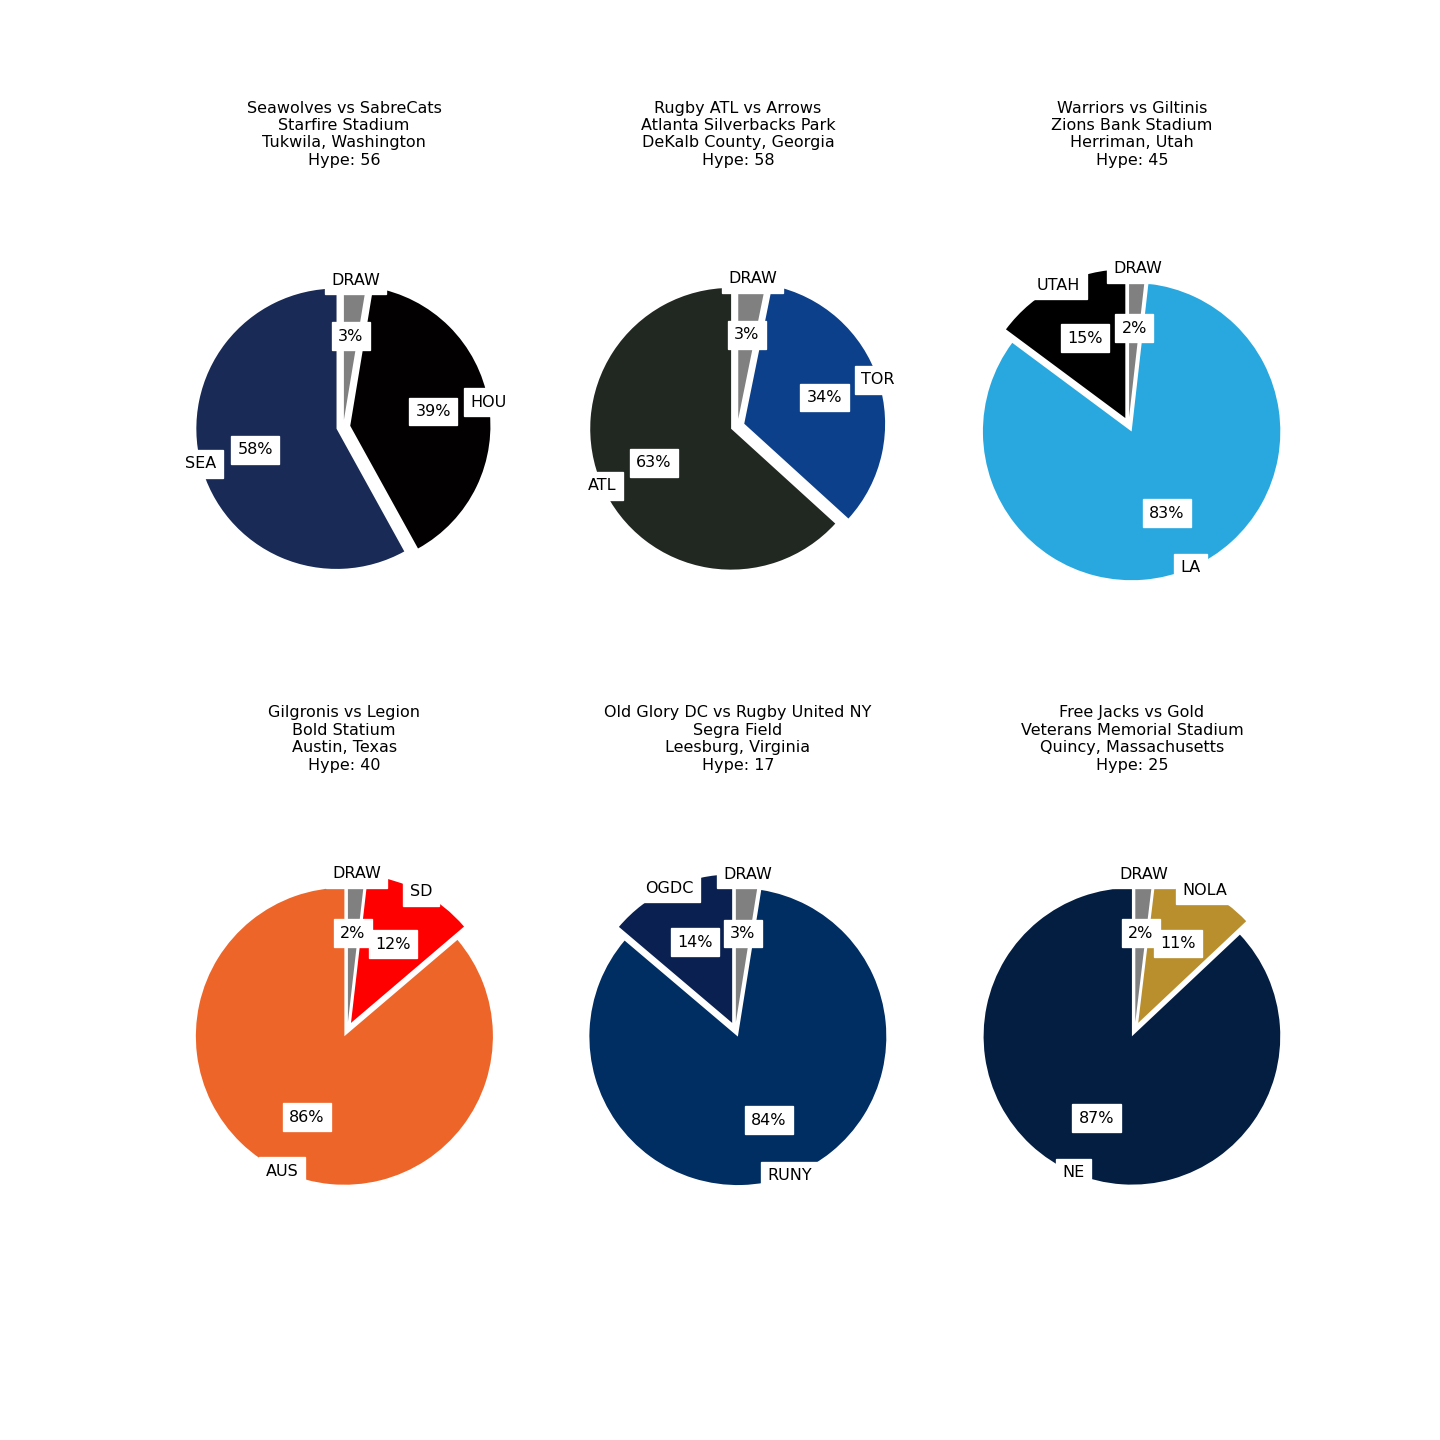 Seawolves vs SabreCats
Starfire Stadium
Tukwila, Washington
Hype: 56
DRAW
3%
39%
HOU
58%
SEA
Rugby ATL vs Arrows
Atlanta Silverbacks Park
DeKalb County, Georgia
Hype: 58
DRAW
3%
TOR
34%
63%
ATL
Warriors vs Giltinis
Zions Bank Stadium
Herriman, Utah
Hype: 45
DRAW
UTAH
2%
15%
83%
LA
Gilgronis vs Legion
Bold Statium
Austin, Texas
Hype: 40
DRAW
SD
2%
12%
86%
AUS
Old Glory DC vs Rugby United NY
Segra Field
Leesburg, Virginia
Hype: 17
DRAW
OGDC
3%
14%
84%
RUNY
Free Jacks vs Gold
Veterans Memorial Stadium
Quincy, Massachusetts
Hype: 25
DRAW
NOLA
2%
11%
87%
NE